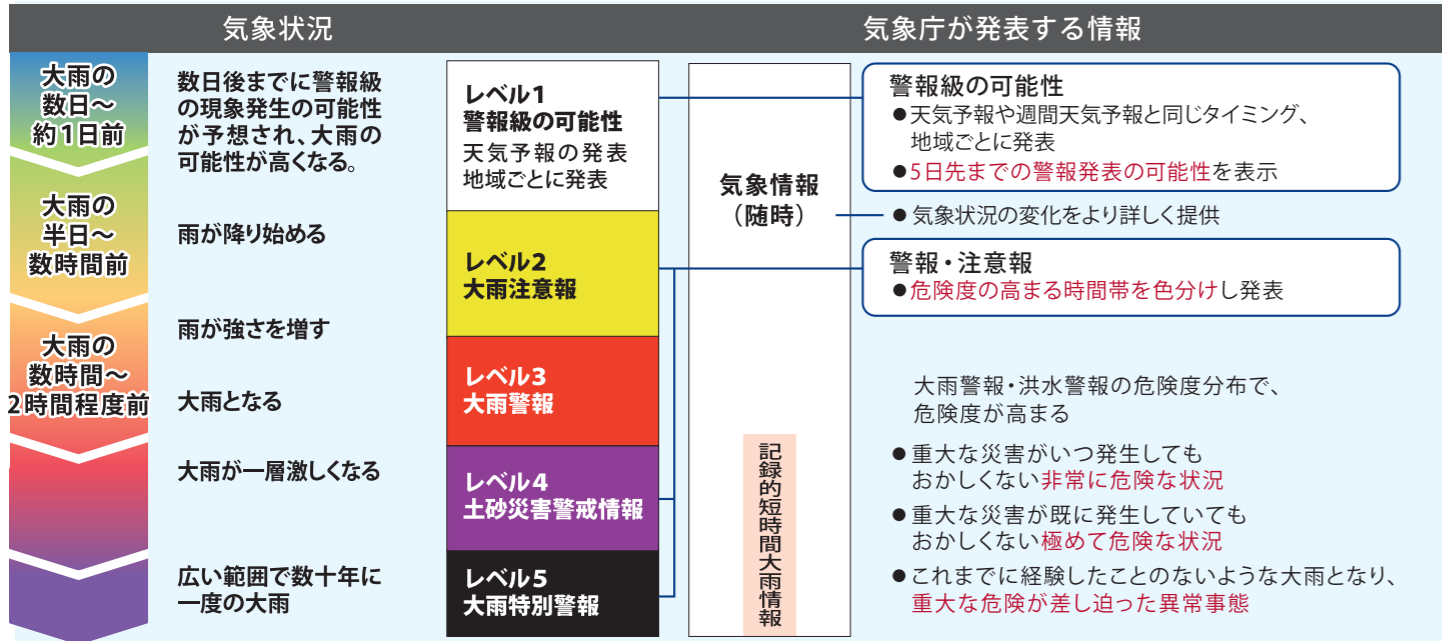 気象状況
気象庁が発表する情報
大雨の
数日～
約1日前
数日後までに警報級
の現象発生の可能性
が予想され、大雨の
可能性が高くなる。
レベル1
警報級の可能性
天気予報の発表
地域ごとに発表
気象情報
（随時）
警報級の可能性
●天気予報や週間天気予報と同じタイミング、
地域ごとに発表
●5日先までの警報発表の可能性を表示
●気象状況の変化をより詳しく提供
大雨の
半日～
数時間前
雨が降り始める
レベル2
大雨注意報
警報・注意報
●危険度の高まる時間帯を色分けし発表
雨が強さを増す
大雨の
数時間～
2時間程度前
大雨となる
レベル3
大雨警報
大雨警報・洪水警報の危険度分布で、
危険度が高まる
大雨が一層激しくなる
レベル4
土砂災害警戒情報
記録的短時間大雨情報
●重大な災害がいつ発生しても
おかしくない非常に危険な状況
●重大な災害が既に発生していても
おかしくない極めて危険な状況
広い範囲で数十年に
一度の大雨
レベル5
大雨特別警報
●これまでに経験したことのないような大雨となり、
重大な危険が差し迫った異常事態